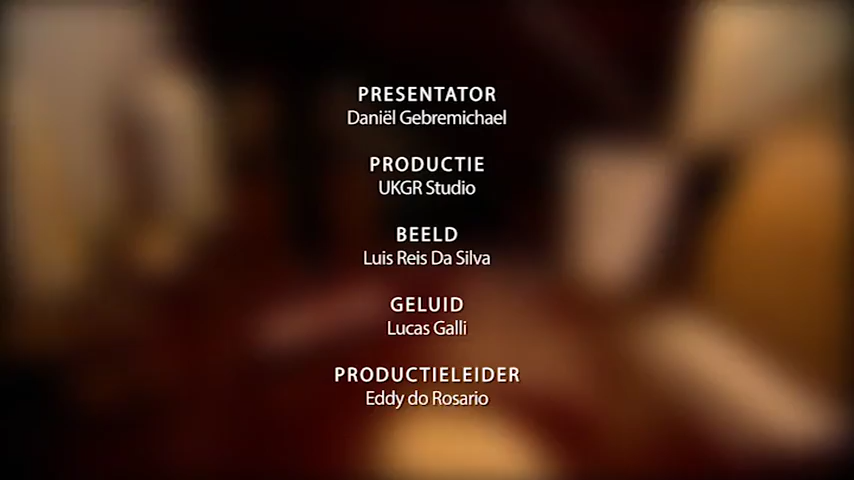 PRESENTATOR
Daniël Gebremichael
PRODUCTIE
UKGR Studio
BEELD
Luis Reis Da Silva
GELUID
Lucas Galli
PRODUCTIELEIDER
Eddy do Rosario